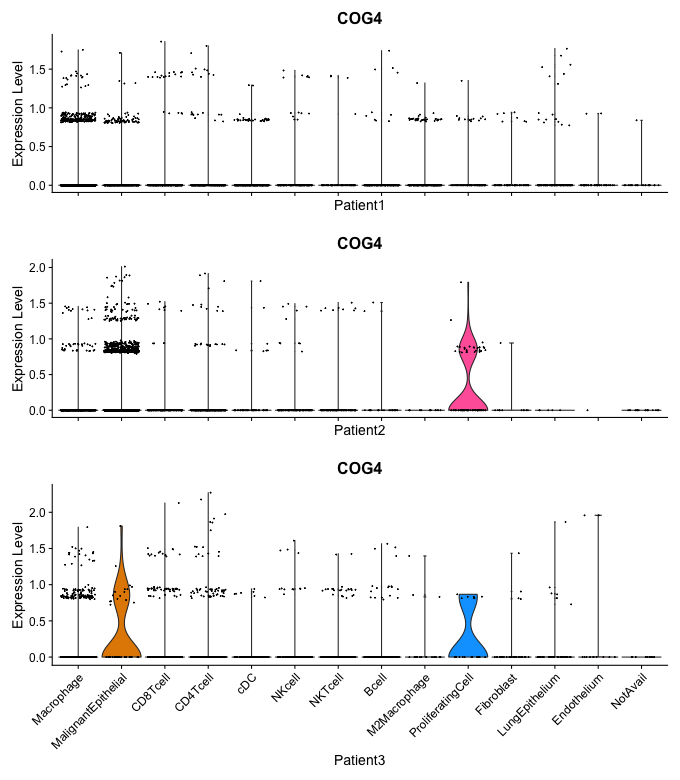 COG4
Expression Level
1.5
1.0
0.5
0.0
Patient1
COG4
Expression Level
2.0
1.5
1.0
0.5
0.0
Patient2
COG4
Expression Level
2.0
1.5
1.0
0.5
0.0
Macrophage
MalignantEpithelial
CD8Tcell
CD4Tcell
cDC
NKcell
NKTcell
Bcell
M2Macrophage
ProliferatingCell
Fibroblast
LungEpithelium
Endothelium
NotAvail
Patient3